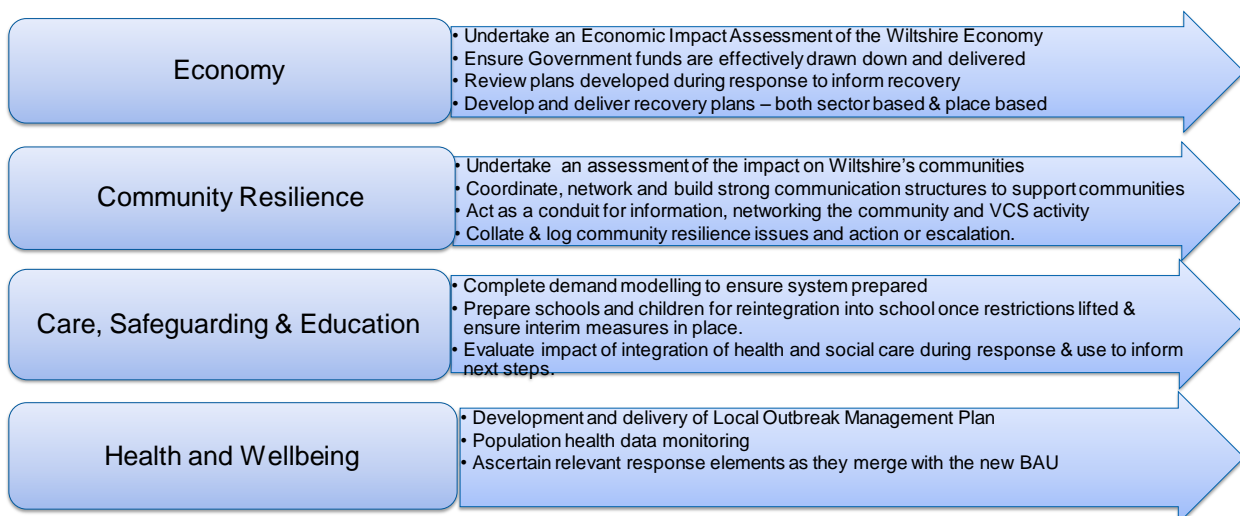 Economy
• Undertake an Economic Impact Assessment of the Wiltshire Economy
• Ensure Government funds are effectively drawn down and delivered
• Review plans developed during response to inform recovery
• Develop and deliver recovery plans – both sector based & place based
Community Resilience
• Undertake an assessment of the impact on Wiltshire's communities
• Coordinate, network and build strong communication structures to support communities
• Act as a conduit for information, networking the community and VCS activity
• Collate & log community resilience issues and action or escalation.
Care, Safeguarding & Education
• Complete demand modelling to ensure system prepared
• Prepare schools and children for reintegration into school once restrictions lifted &
ensure interim measures in place.
• Evaluate impact of integration of health and social care during response & use to inform
next steps.
Health and Wellbeing
• Development and delivery of Local Outbreak Management Plan
• Population health data monitoring
• Ascertain relevant response elements as they merge with the new BAU